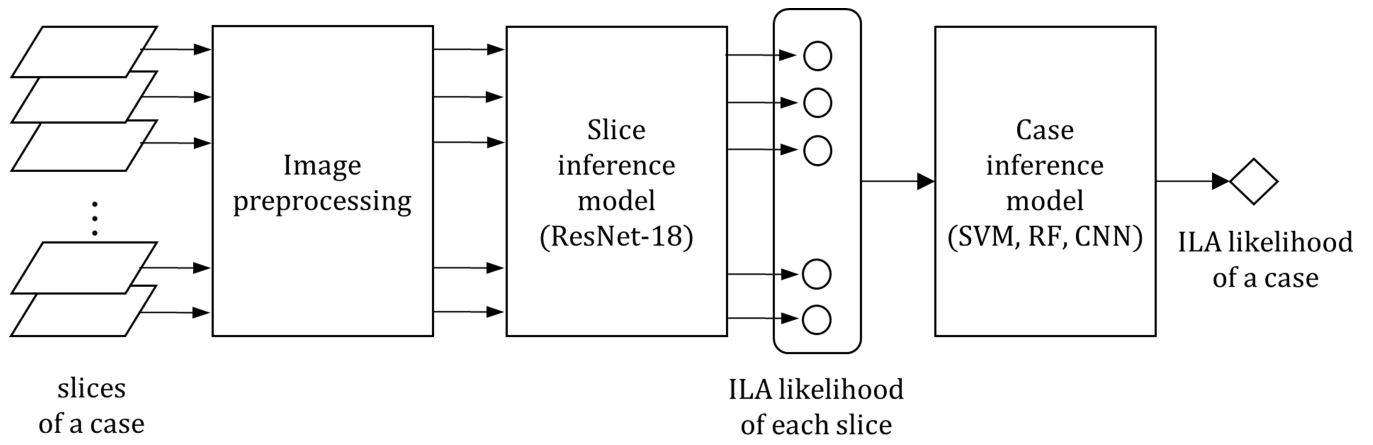 slices
of a case
Image
preprocessing
Slice
inference
model
(ResNet-18)
ILA likelihood
of each slice
Case
inference
model
(SVM, RF, CNN)
ILA likelihood
of a case